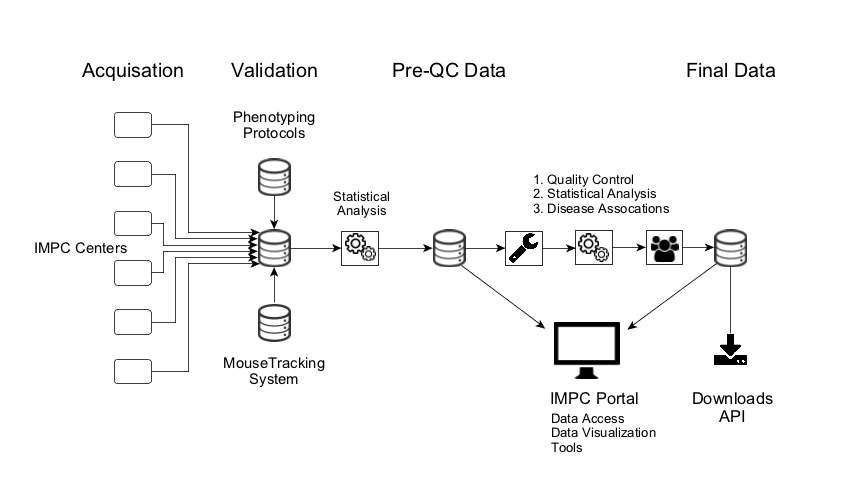 Acquisation
Validation
Pre-QC Data
Final Data
Phenotyping
Protocols
Statistical
Analysis
1. Quality Control
2. Statistical Analysis
3. Disease Assocations
IMPC Centers
MouseTracking
System
IMPC Portal
Data Access
Data Visualization
Tools
Downloads
API